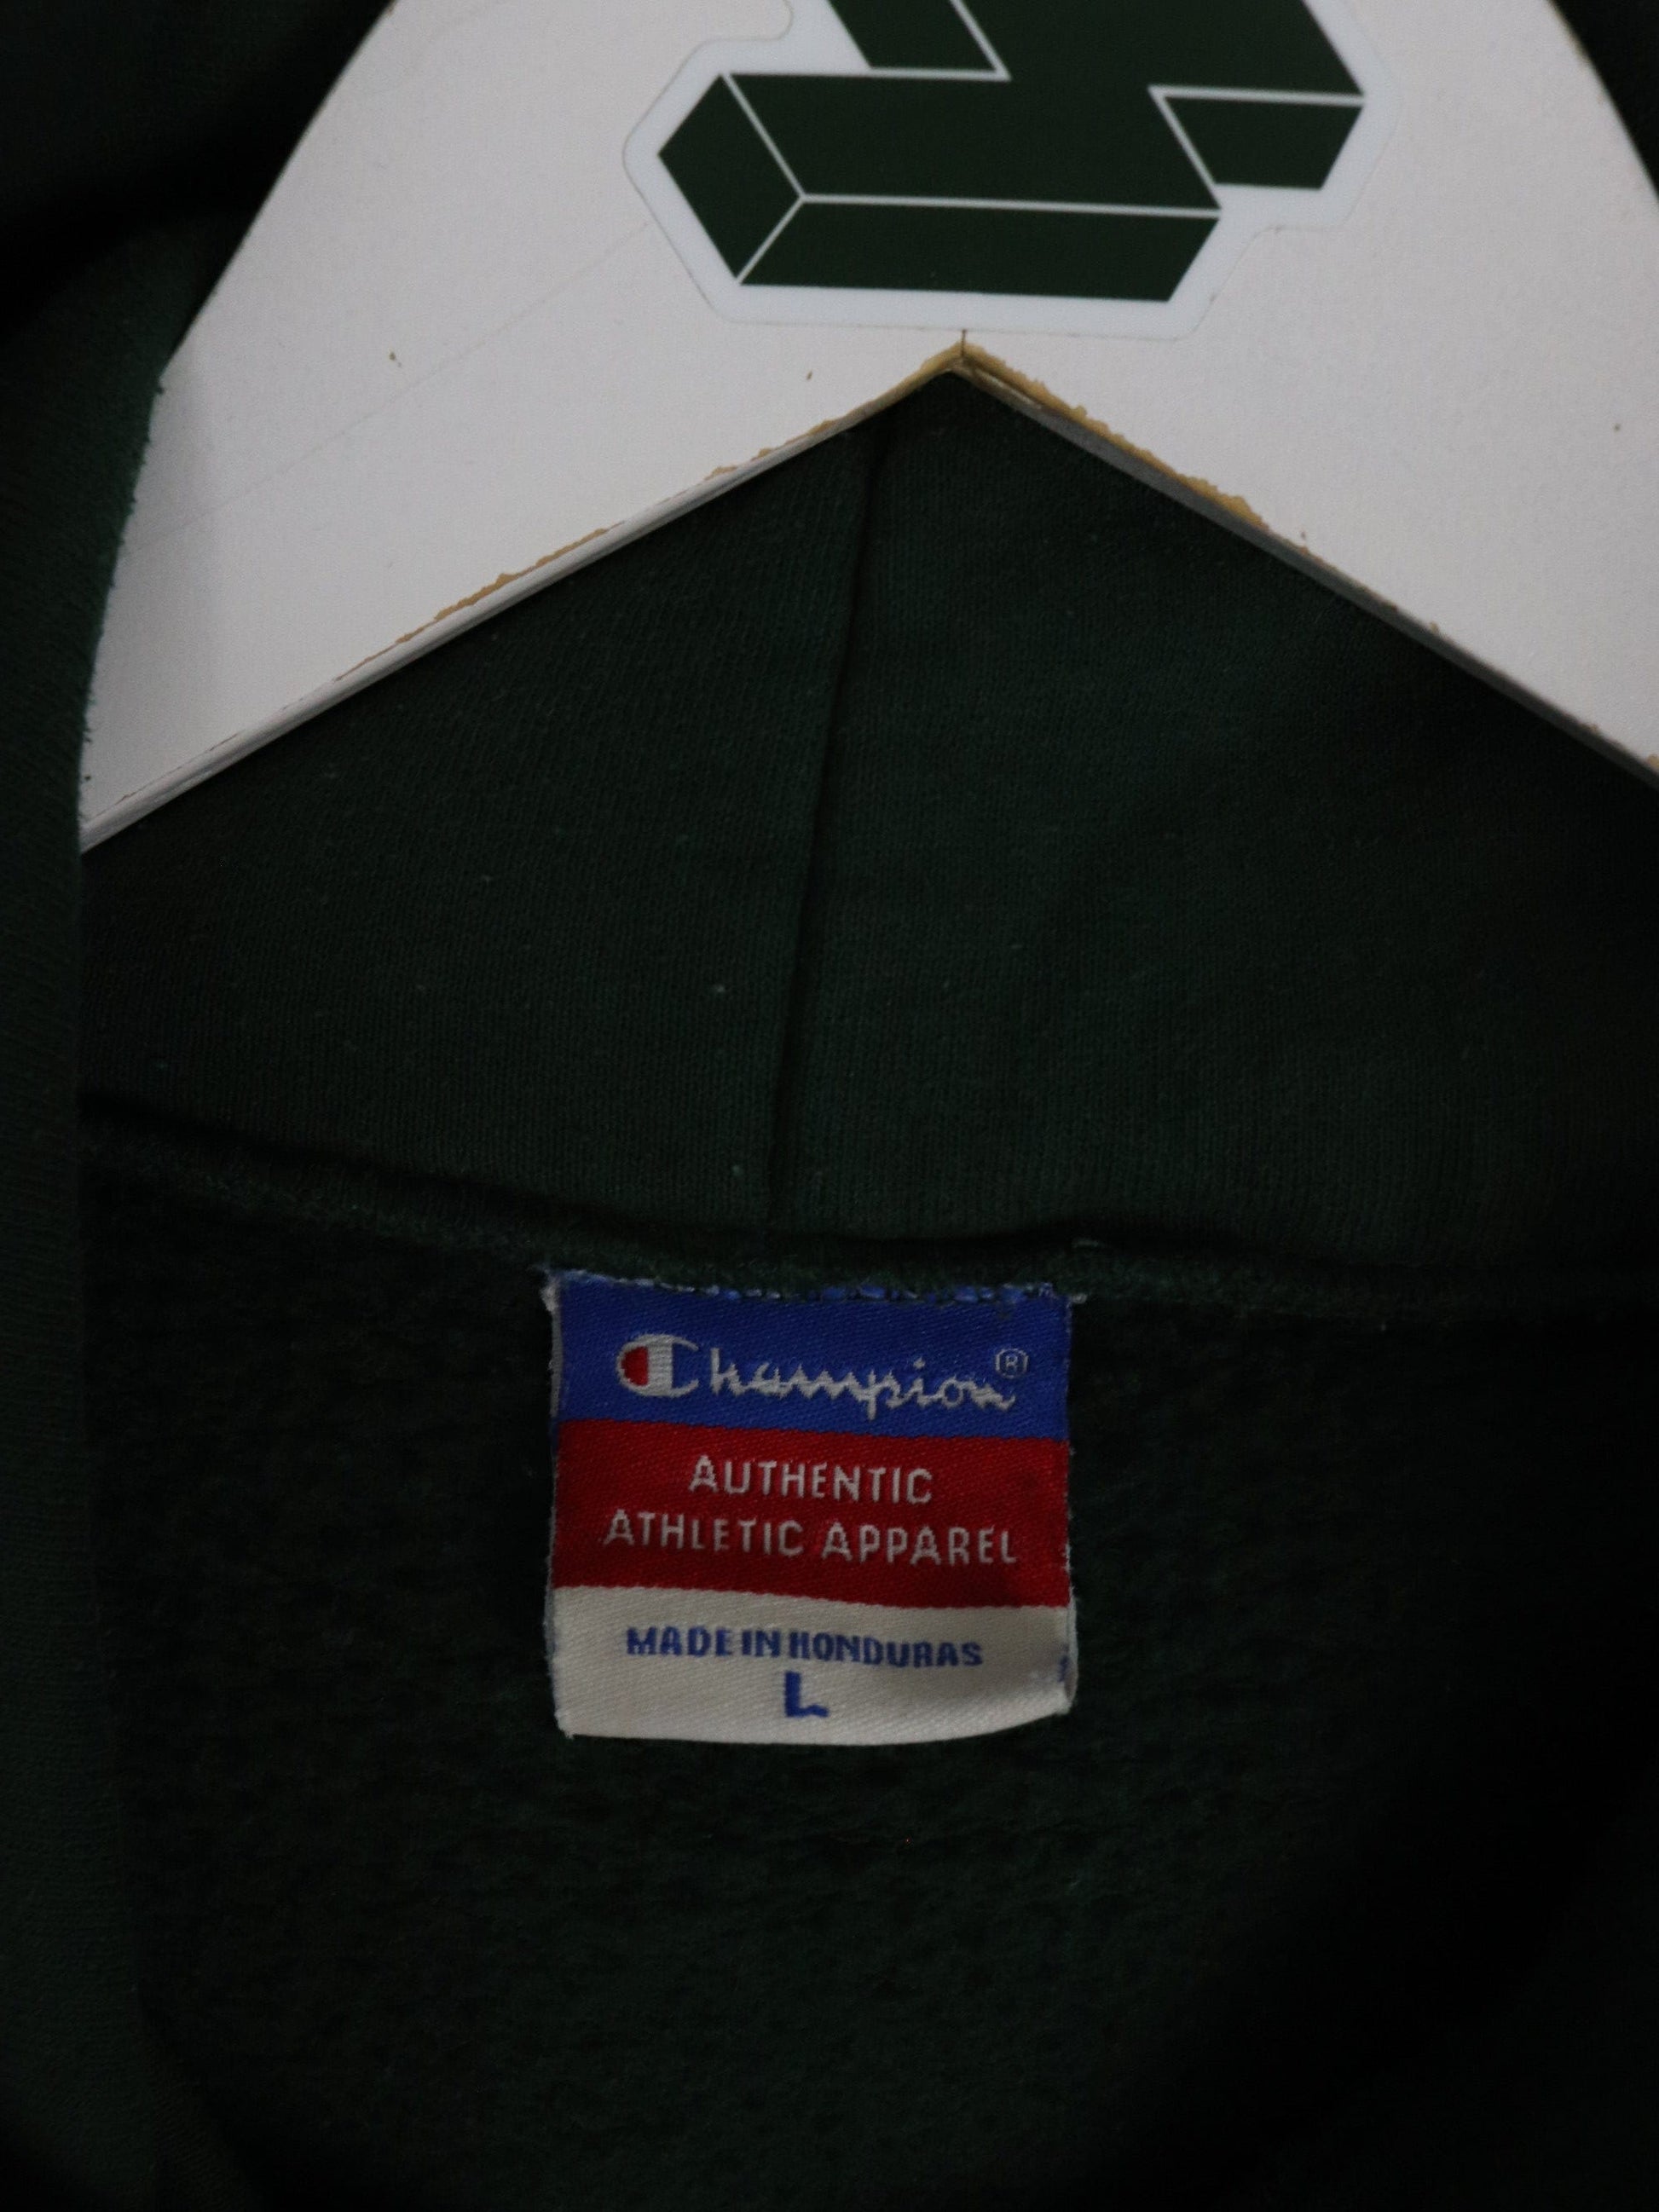 Champion®
AUTHENTIC
ATHLETIC APPAREL
MADE IN HONDURAS
L